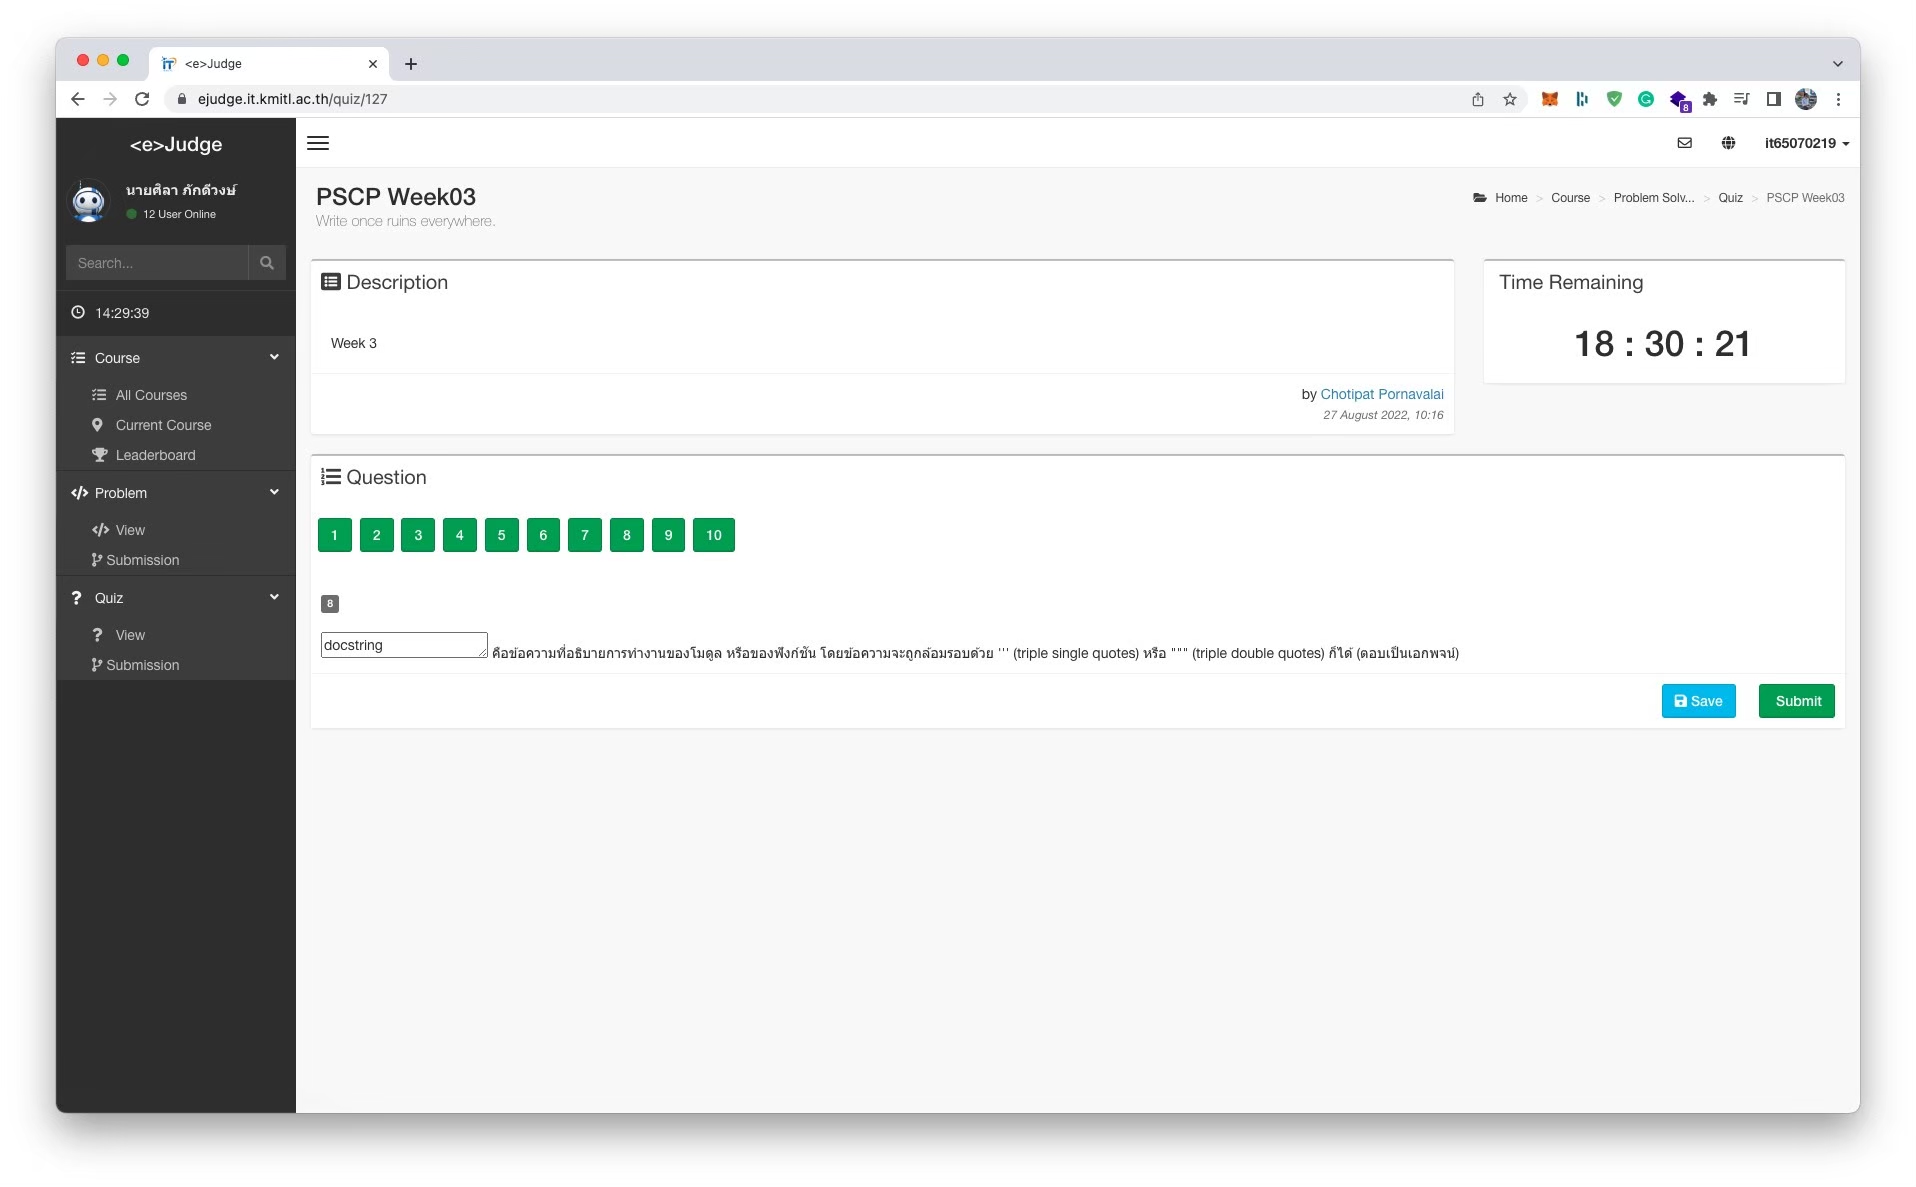 <e>Judge
ejudge.it.kmitl.ac.th/quiz/127
8
<e>Judge
it65070219
นายศิลา ภักดีวงษ์
12 User Online
Search...
14:29:39
Course
All Courses
Current Course
Leaderboard
Problem
View
Submission
Quiz
View
Submission
PSCP Week03
Write once ruins everywhere.
Home > Course > Problem Solv... > Quiz > PSCP Week03
Description
Week 3
by Chotipat Pornavalai
27 August 2022, 10:16
Time Remaining
18 : 30 : 21
Question
1 2 3 4 5 6 7 8 9 10
8
docstring คือข้อความที่อธิบายการทำงานของโมดูล หรือของฟังก์ชัน โดยข้อความจะถูกล้อมรอบด้วย ''' (triple single quotes) หรือ """ (triple double quotes) ก็ได้ (ตอบเป็นเอกพจน์)
Save Submit